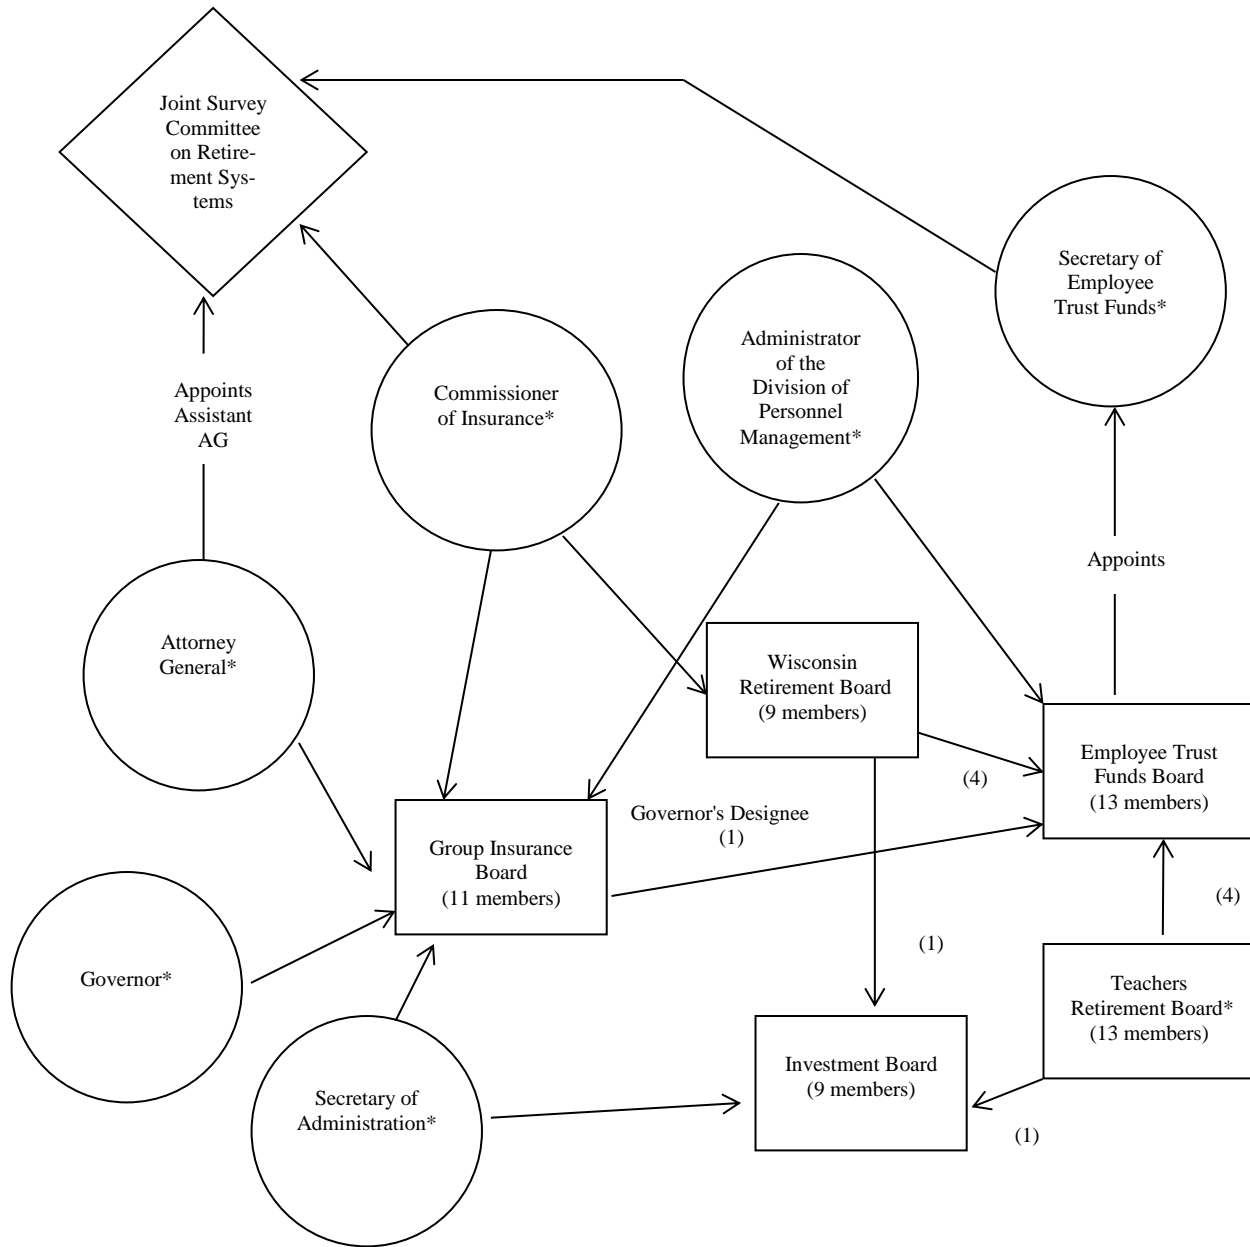 Joint Survey
Committee
on Retire-
ment Sys-
tems
Secretary of
Employee
Trust Funds*
Administrator
of the
Division of
Personnel
Management*
Commissioner
of Insurance*
Appoints
Assistant
AG
Appoints
Attorney
General*
Wisconsin
Retirement Board
(9 members)
Employee Trust
Funds Board
(13 members)
(4)
Governor's Designee
(1)
Group Insurance
Board
(11 members)
(4)
(1)
Governor*
Teachers
Retirement Board*
(13 members)
Investment Board
(9 members)
Secretary of
Administration*
(1)